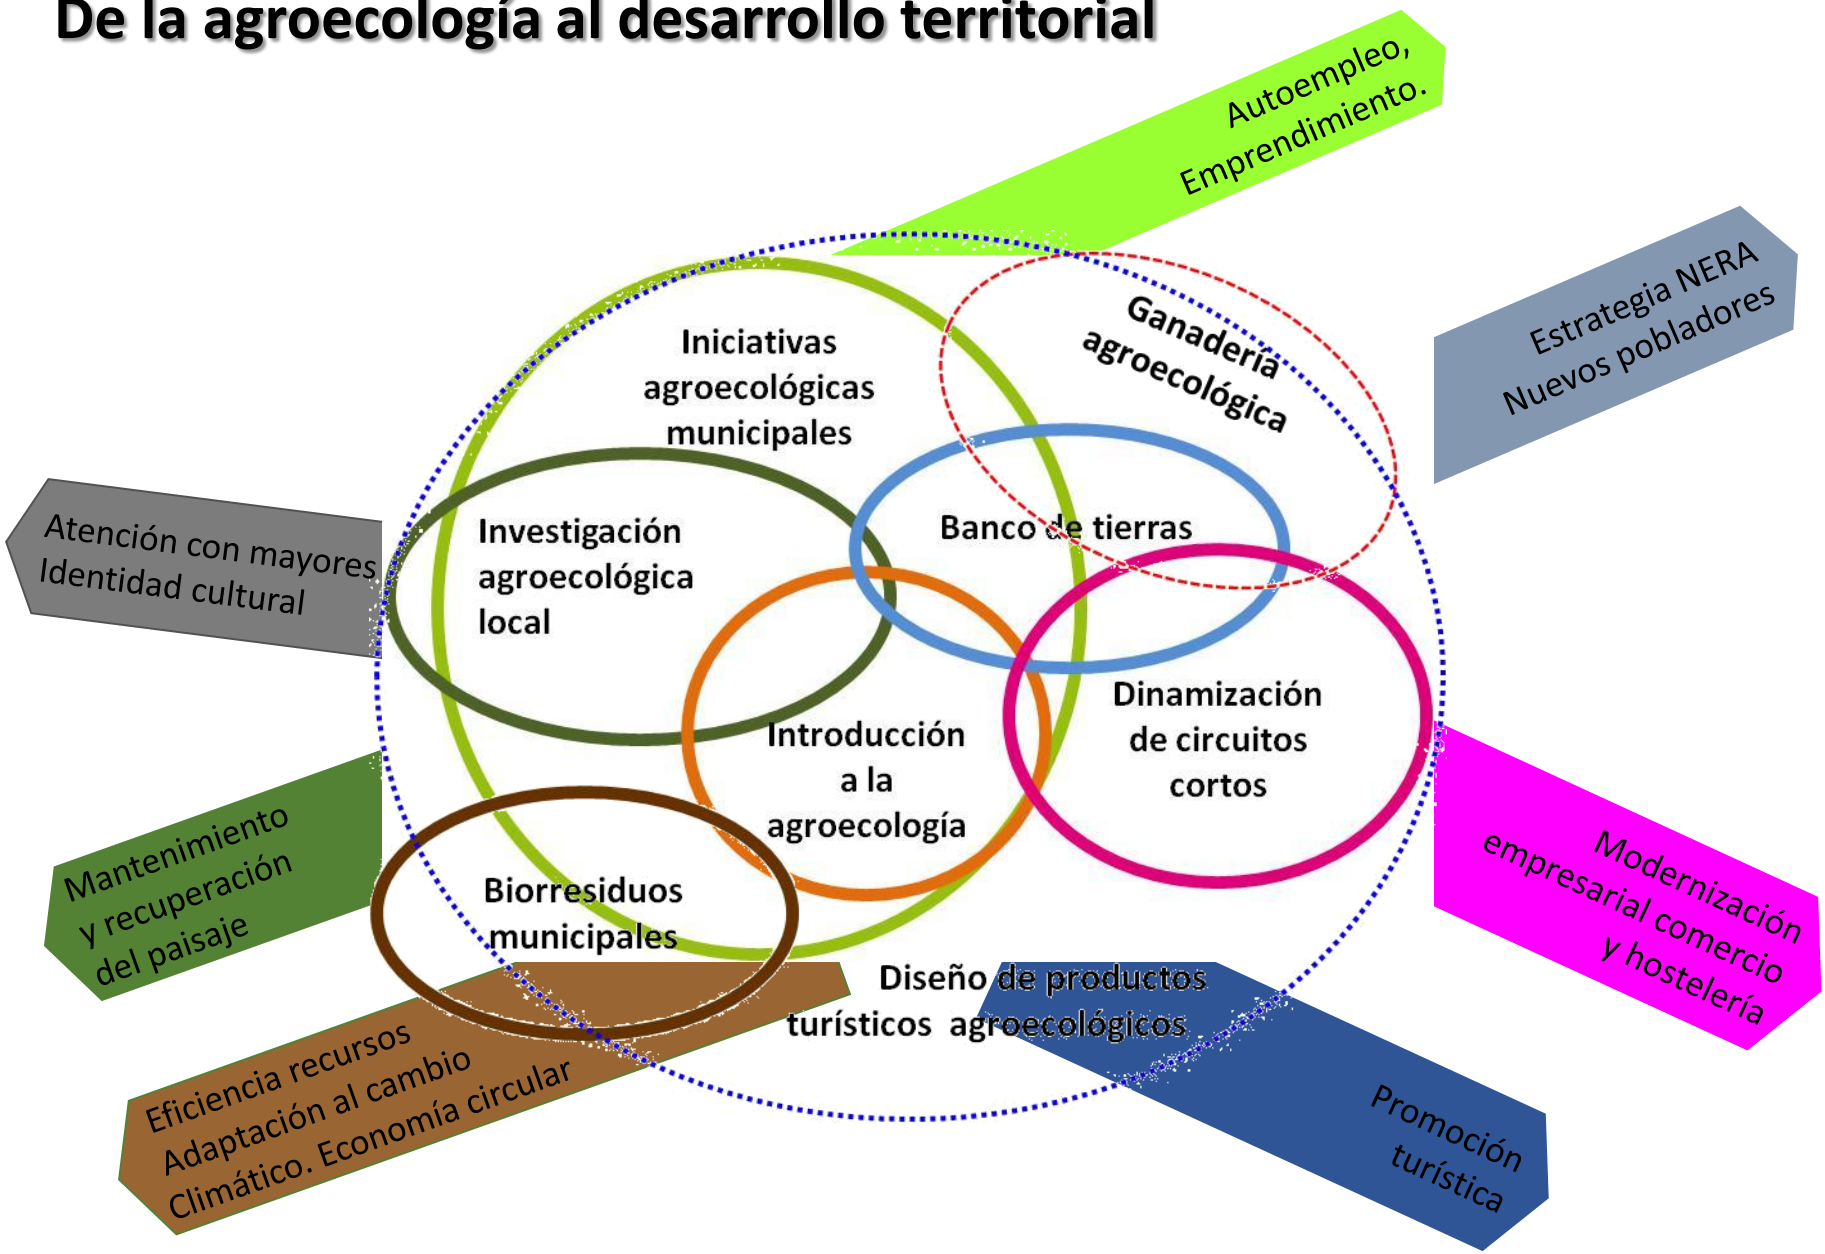 De la agroecología al desarrollo territorial
Autoempleo,
Emprendimiento.
Estrategia NERA
Nuevos pobladores
Ganadería
agroecológica
Iniciativas
agroecológicas
municipales
Banco de tierras
Investigación
agroecológica
local
Atención con mayores
Identidad cultural
Introducción
a la
agroecología
Dinamización
de circuitos
cortos
Mantenimiento
y recuperación
del paisaje
Modernización
empresarial comercio
y hostelería
Biorresiduos
municipales
Diseño de productos
turísticos agroecológicos
Eficiencia recursos
Adaptación al cambio
Climático. Economía circular
Promoción
turística